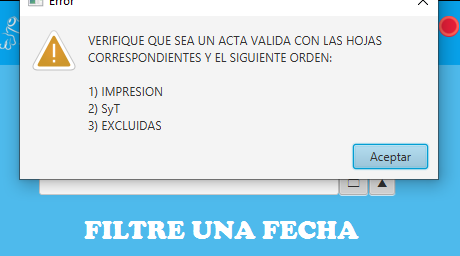 Error
VERIFIQUE QUE SEA UN ACTA VALIDA CON LAS HOJAS
CORRESPONDIENTES Y EL SIGUIENTE ORDEN:
1) IMPRESION
2) SyT
3) EXCLUIDAS
Aceptar
FILTRE UNA FECHA